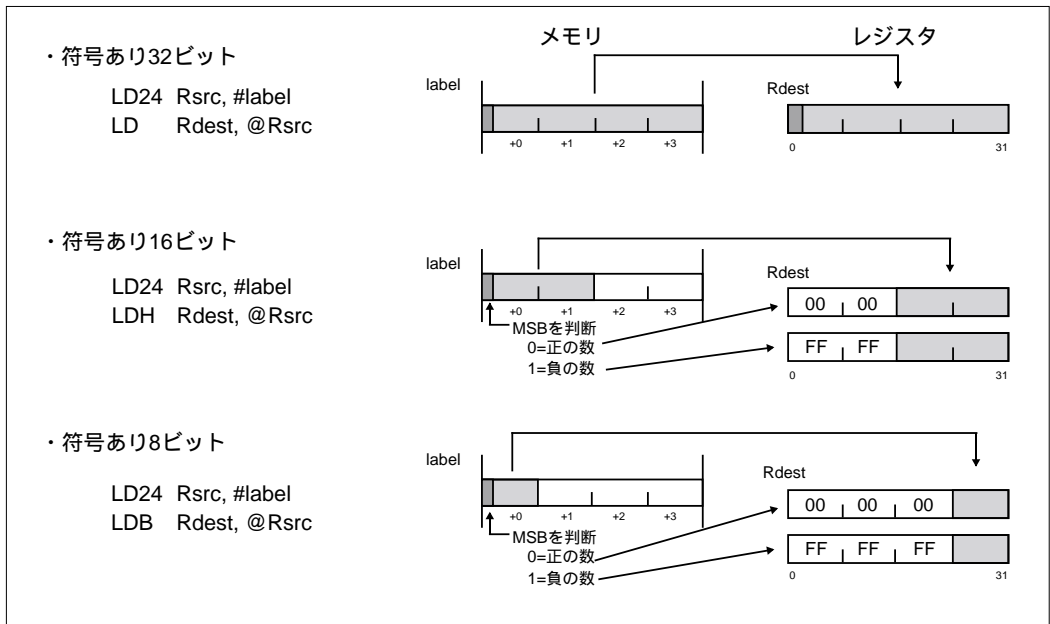 メモリ レジスタ
・符号あり32ビット
LD24 Rsrc, #label
LD Rdest, @Rsrc
label
+0 +1 +2 +3
Rdest
0 31
・符号あり16ビット
LD24 Rsrc, #label
LDH Rdest, @Rsrc
label
+0 +1 +2 +3
MSBを判断
0=正の数
1=負の数
Rdest
00 00
FF FF
0 31
・符号あり8ビット
LD24 Rsrc, #label
LDB Rdest, @Rsrc
label
+0 +1 +2 +3
MSBを判断
0=正の数
1=負の数
Rdest
00 00 00
FF FF FF
0 31